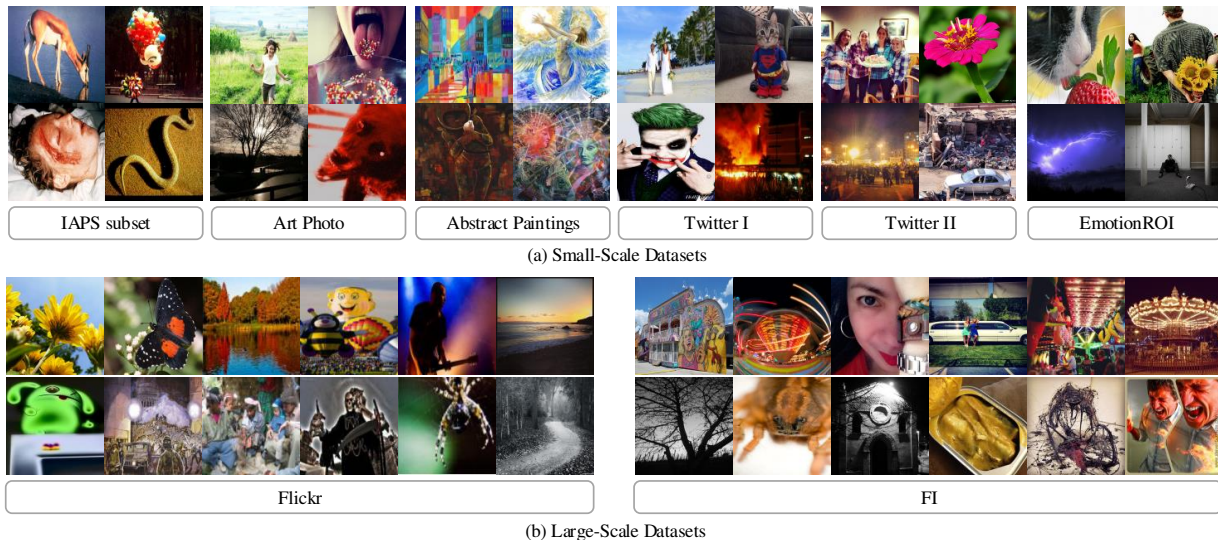 IAPS subset
Art Photo
Abstract Paintings
Twitter I
Twitter II
EmotionROI
(a) Small-Scale Datasets
Flickr
FI
(b) Large-Scale Datasets